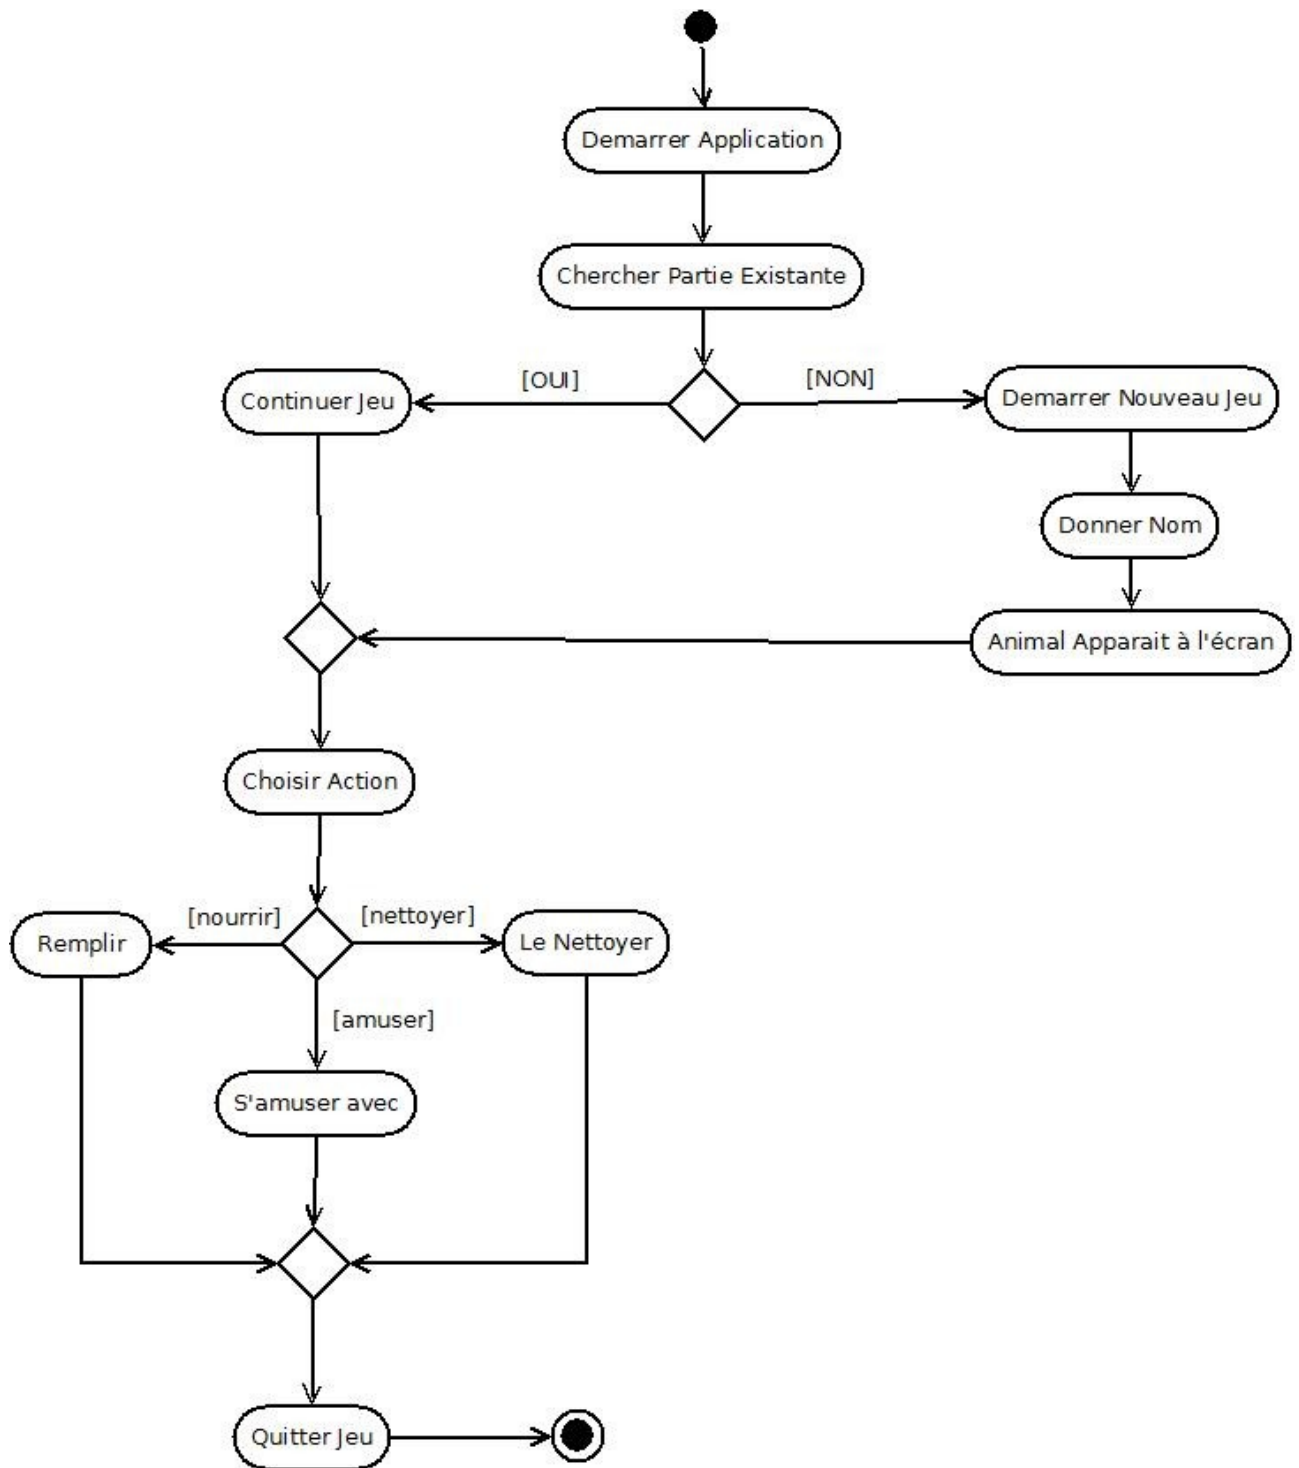 Demarrer Application
Chercher Partie Existante
[OUI]
[NON]
Continuer Jeu
Demarrer Nouveau Jeu
Donner Nom
Animal Apparait à l'écran
Choisir Action
[nourrir]
[nettoyer]
Remplir
Le Nettoyer
[amuser]
S'amuser avec
Quitter Jeu